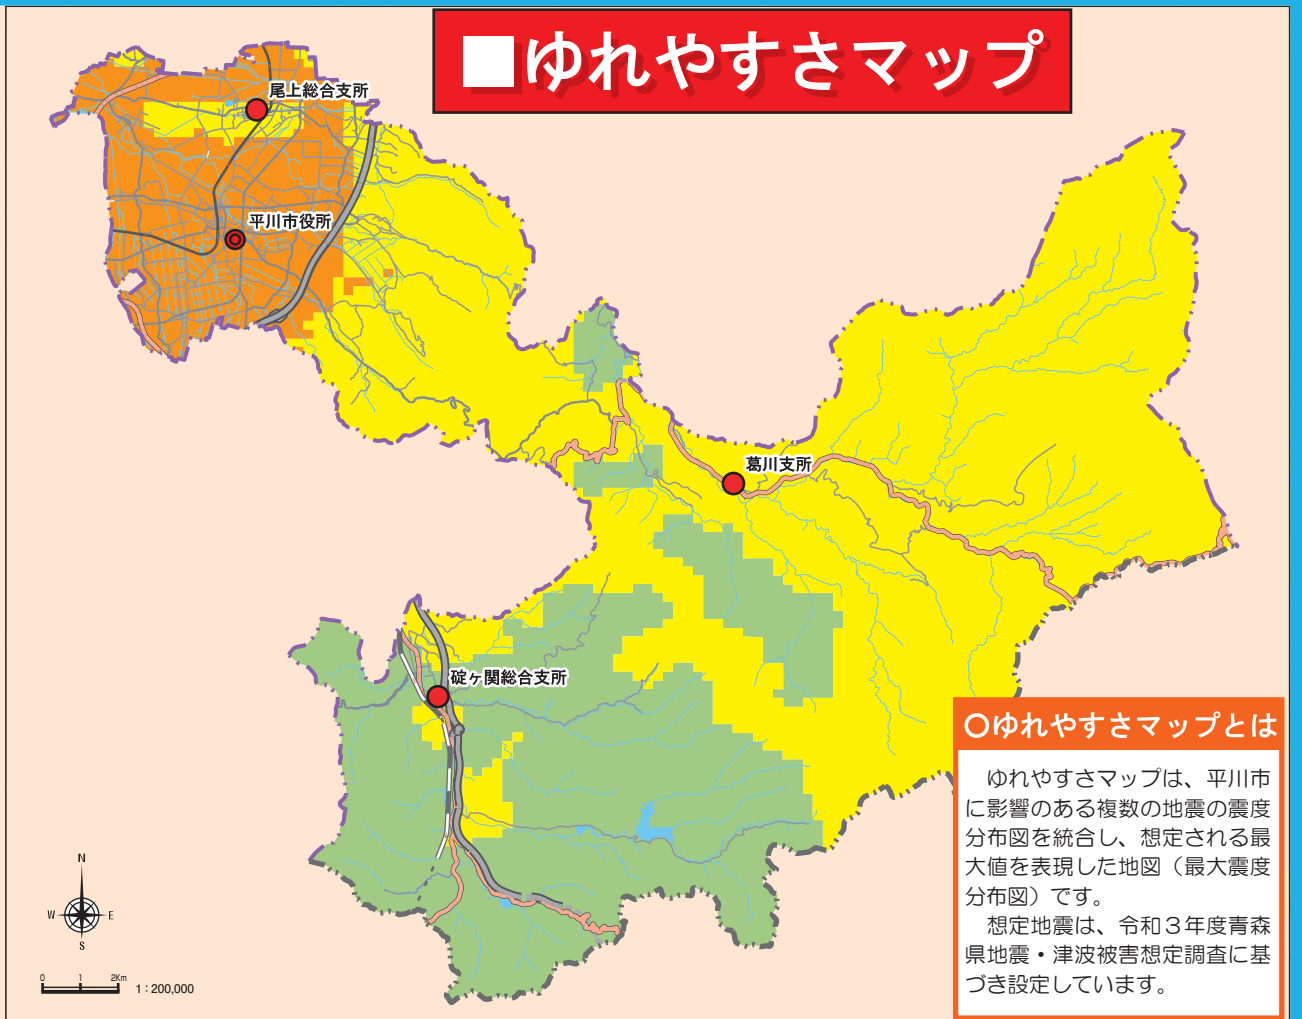 ■ゆれやすさマップ
尾上総合支所
平川市役所
葛川支所
碇ヶ関総合支所
○ゆれやすさマップとは
　ゆれやすさマップは、平川市
に影響のある複数の地震の震度
分布図を統合し、想定される最
大値を表現した地図（最大震度
分布図）です。
　想定地震は、令和３年度青森
県地震・津波被害想定調査に基
づき設定しています。
N
W E
S
0 1 2Km
1：200,000